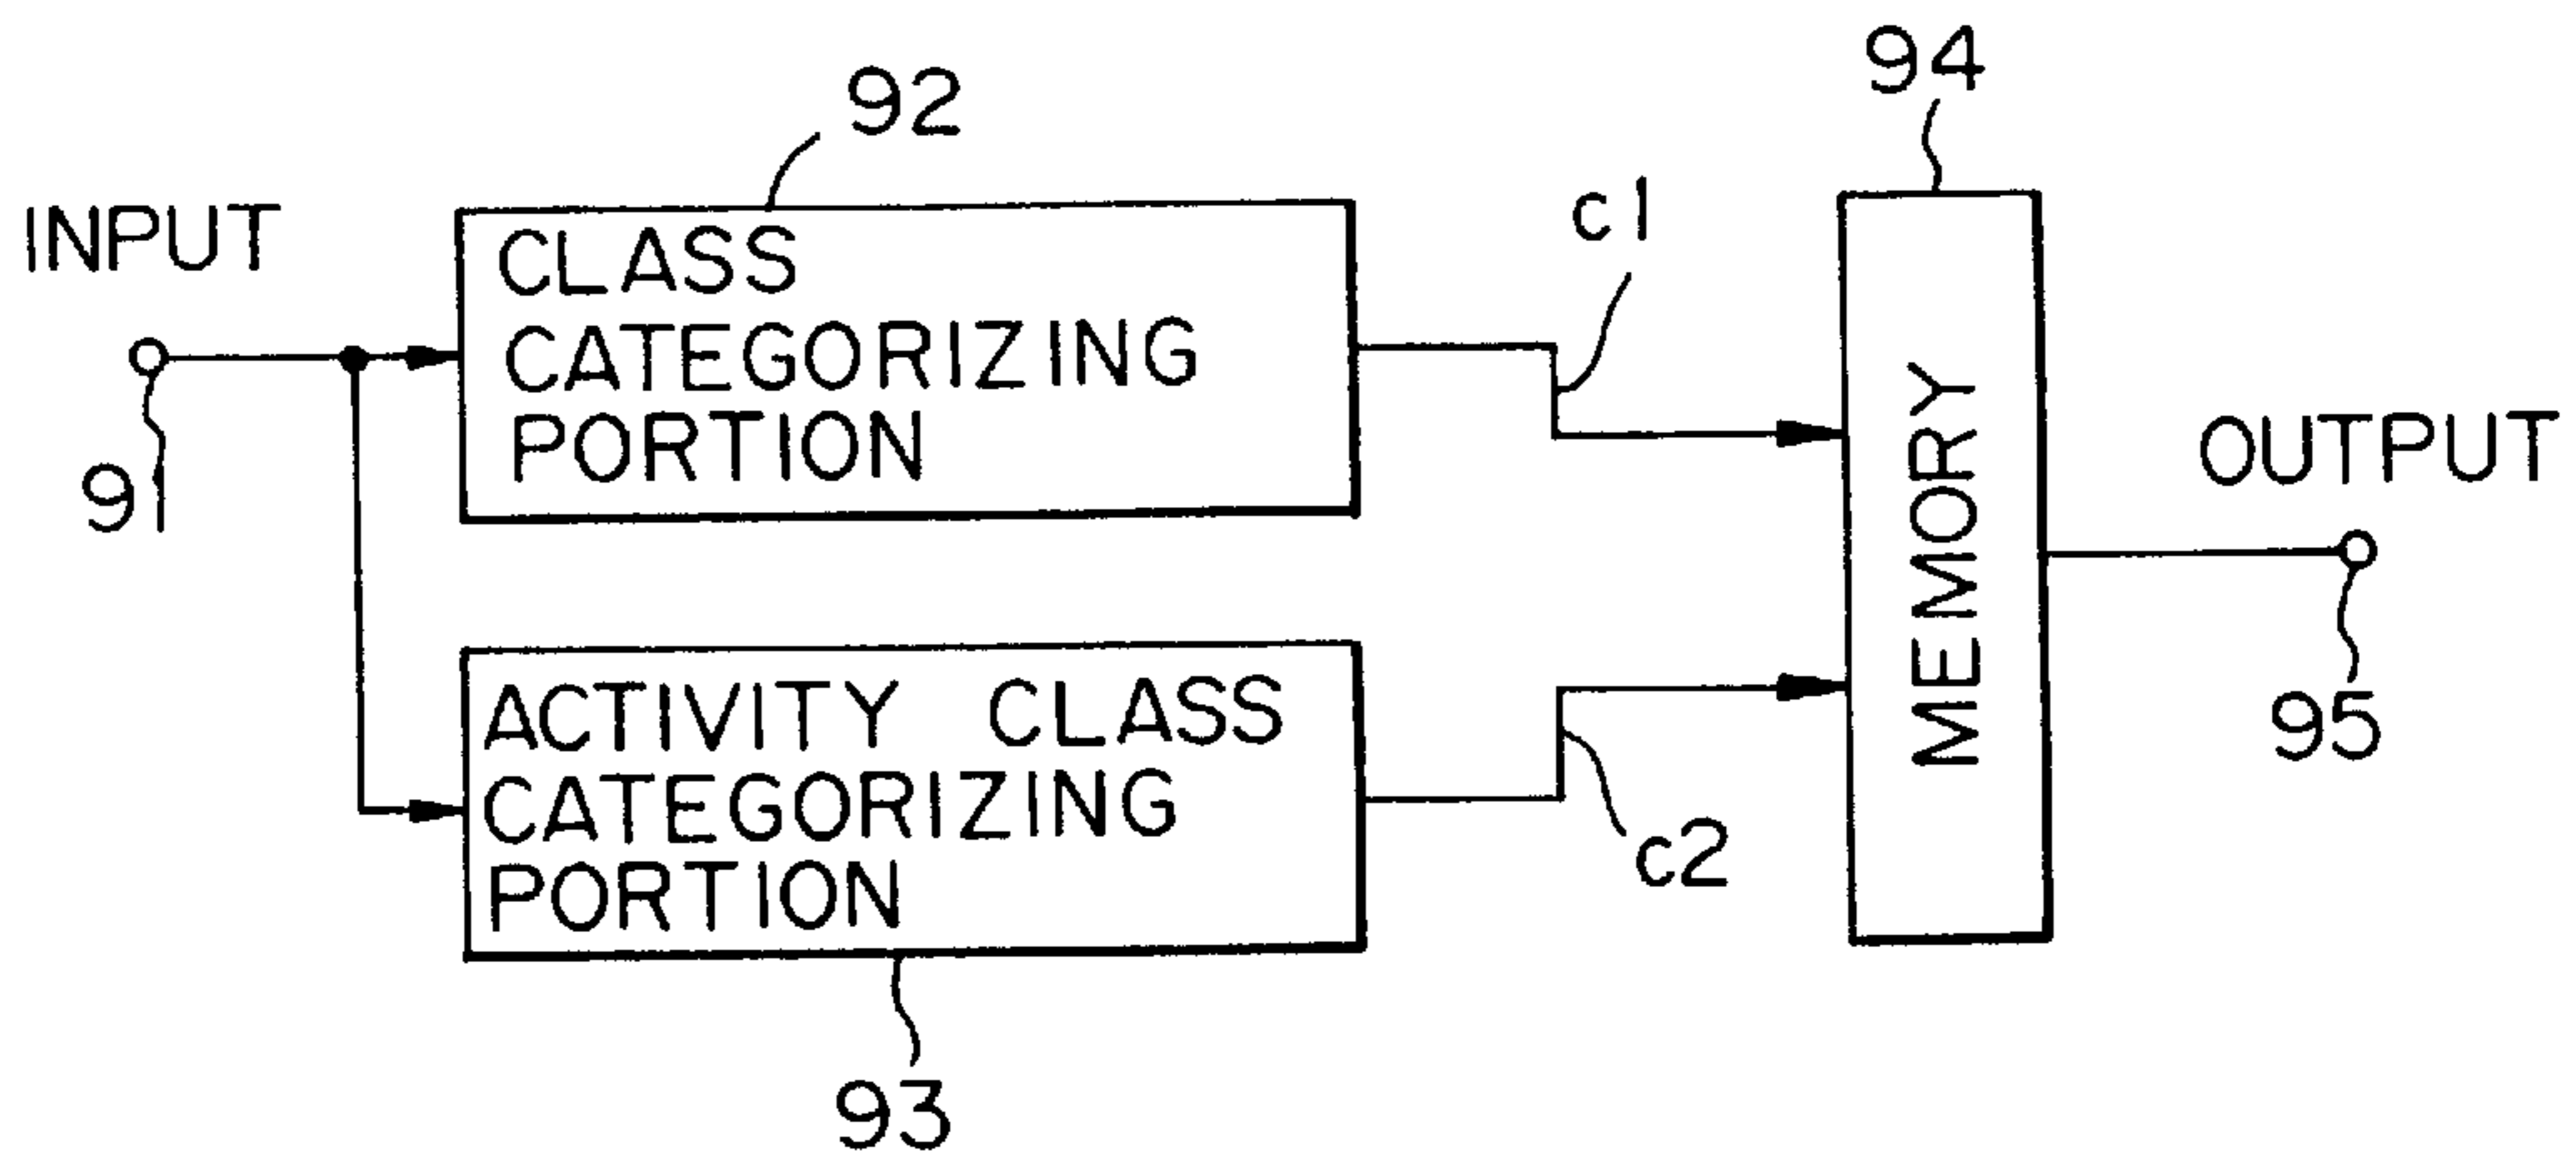 92
94
INPUT
CLASS
CATEGORIZING
PORTION
c1
91
MEMORY
OUTPUT
95
ACTIVITY CLASS
CATEGORIZING
PORTION
c2
93